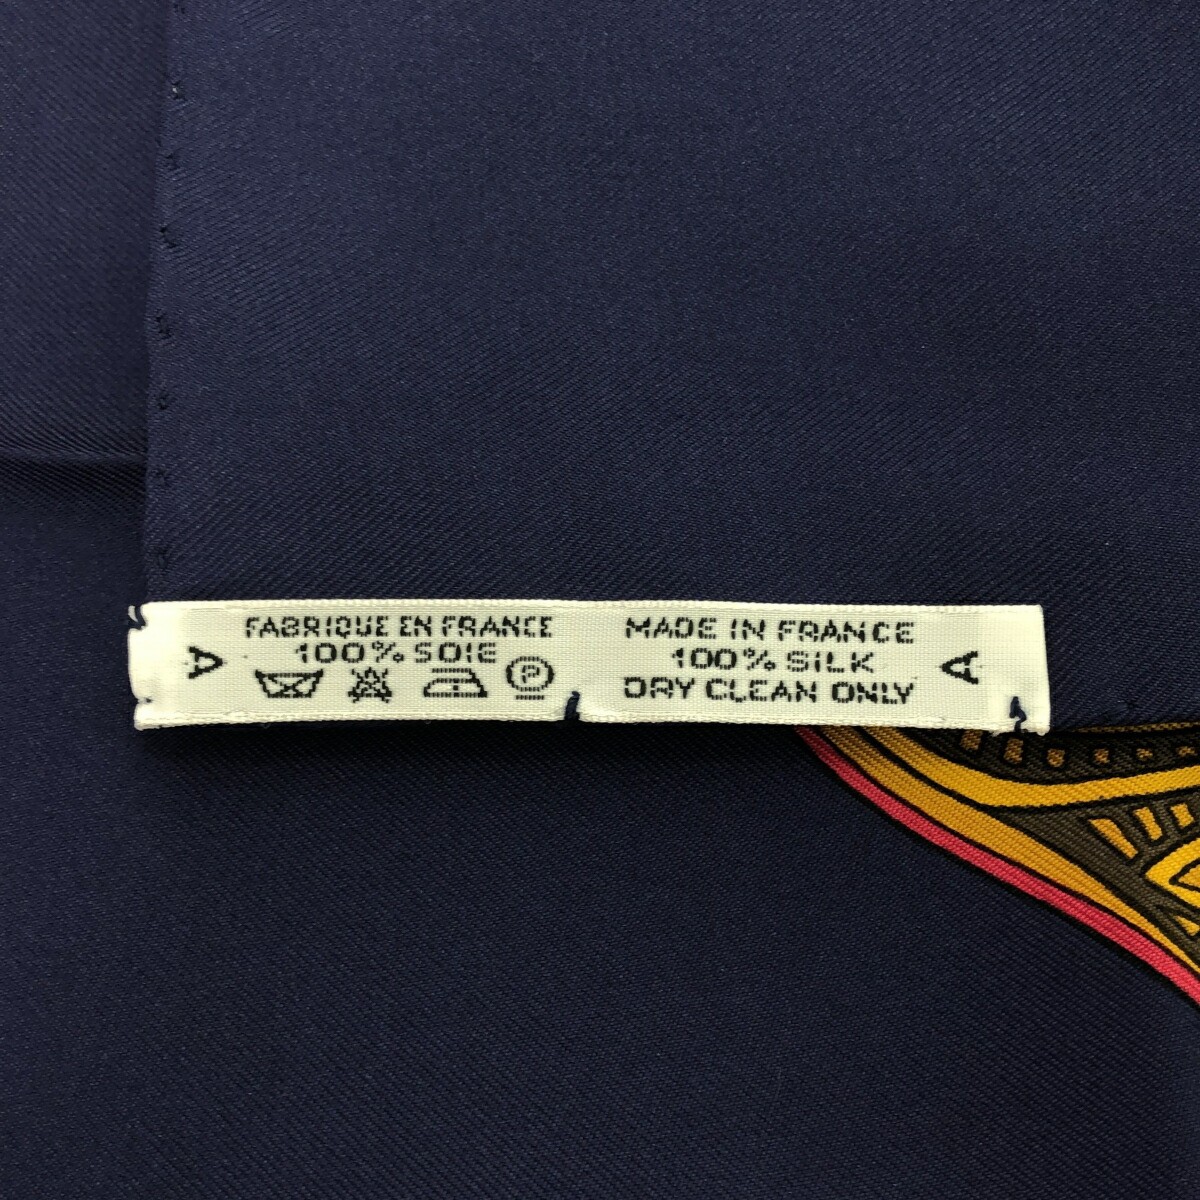 A
FABRIQUE EN FRANCE
100% SOIE
P
MADE IN FRANCE
100% SiLK
DRY CLEAN ONLY
A